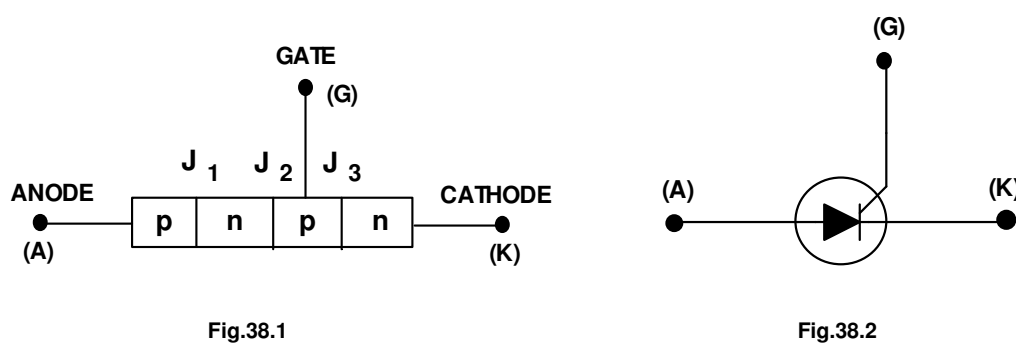 GATE
(G)
J 1 J 2 J 3
ANODE
(A)
p n p n
CATHODE
(K)
Fig.38.1
(G)
(A)
(K)
Fig.38.2